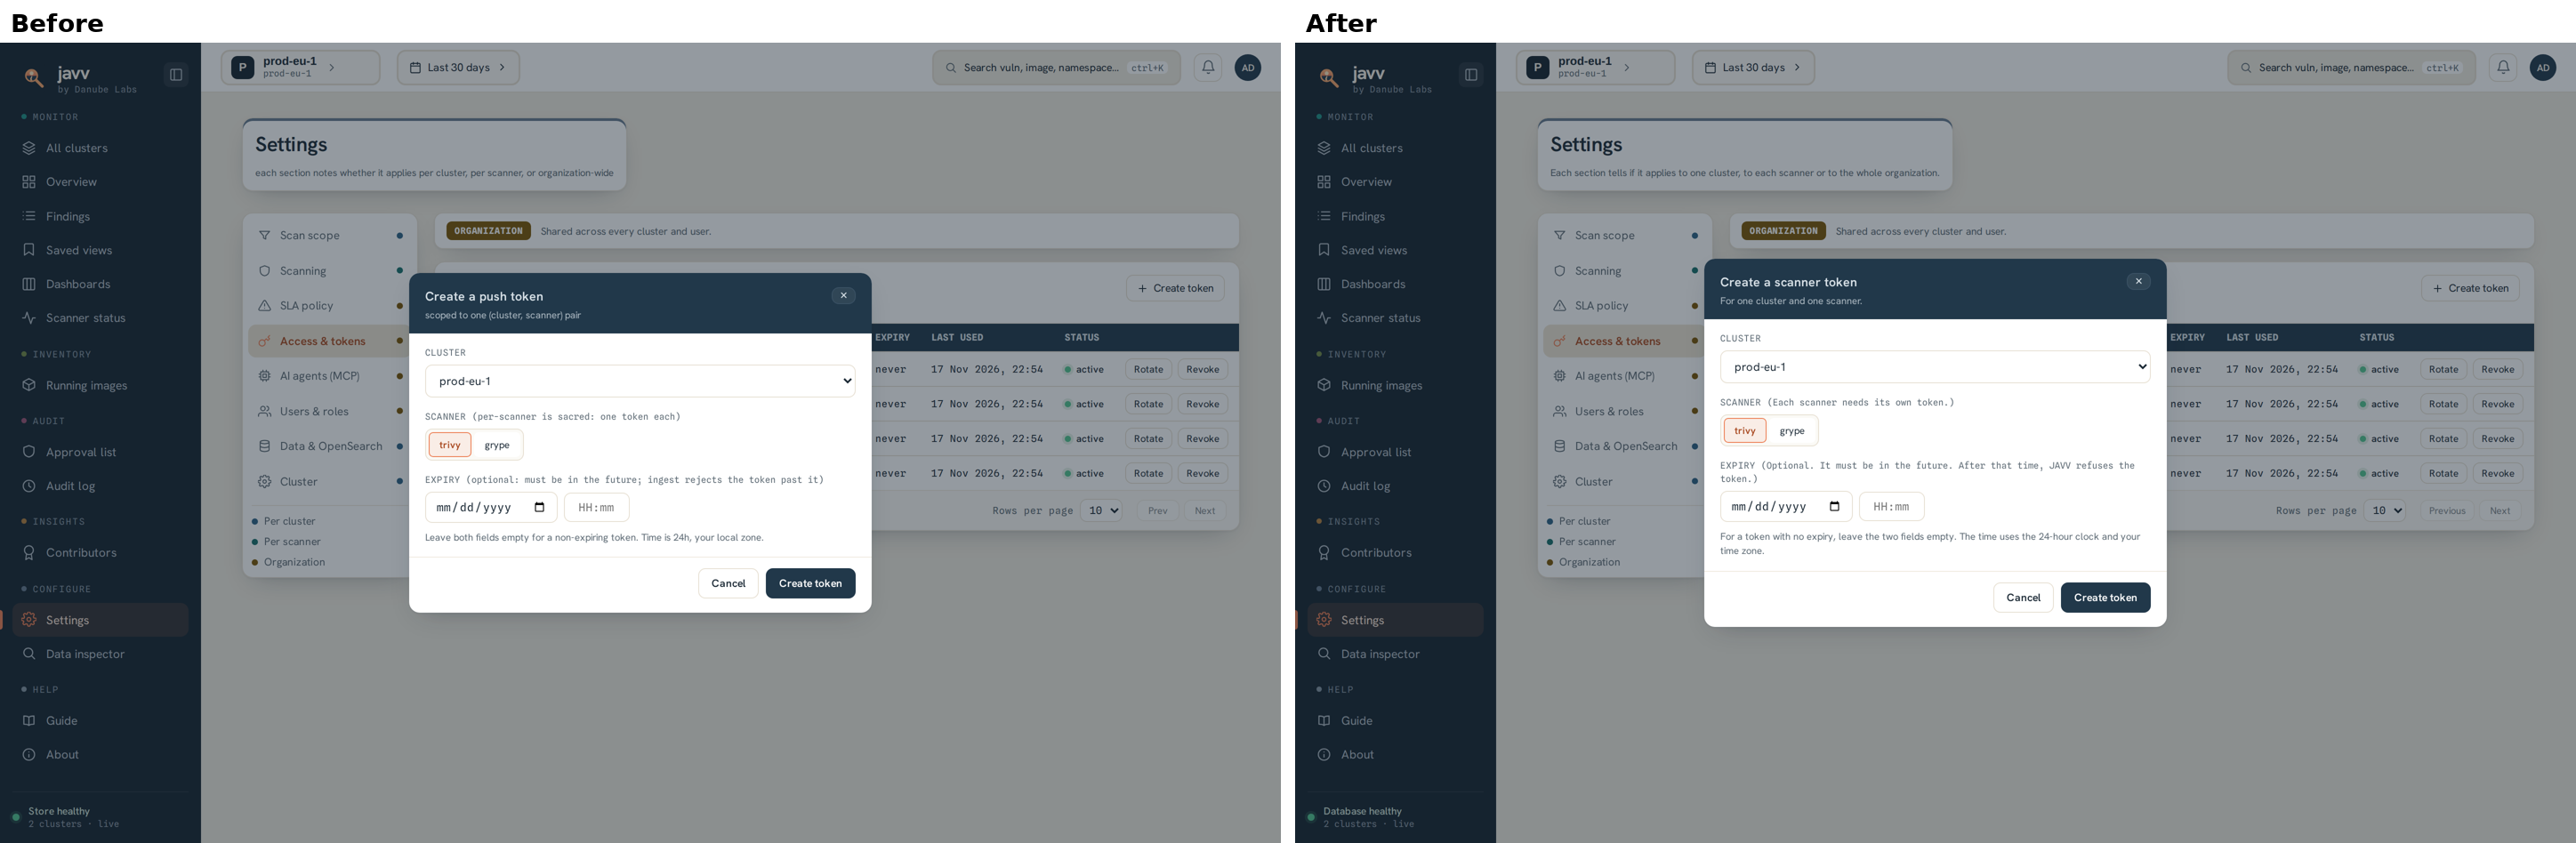 Before
javv
by Danube Labs
MONITOR
All clusters
Overview
Findings
Saved views
Dashboards
Scanner status
INVENTORY
Running images
AUDIT
Approval list
Audit log
INSIGHTS
Contributors
CONFIGURE
Settings
Data inspector
HELP
Guide
About
Store healthy
2 clusters · live
P
prod-eu-1
prod-eu-1
Last 30 days
Search vuln, image, namespace...
ctrl+K
AD
Settings
each section notes whether it applies per cluster, per scanner, or organization-wide
Scan scope
Scanning
SLA policy
Access & tokens
AI agents (MCP)
Users & roles
Data & OpenSearch
Cluster
Per cluster
Per scanner
Organization
ORGANIZATION Shared across every cluster and user.
+ Create token
EXPIRY LAST USED STATUS
never 17 Nov 2026, 22:54 active Rotate Revoke
never 17 Nov 2026, 22:54 active Rotate Revoke
never 17 Nov 2026, 22:54 active Rotate Revoke
never 17 Nov 2026, 22:54 active Rotate Revoke
Rows per page 10 Prev Next
Create a push token
scoped to one (cluster, scanner) pair
CLUSTER
prod-eu-1
SCANNER (per-scanner is sacred: one token each)
trivy grype
EXPIRY (optional: must be in the future; ingest rejects the token past it)
mm/dd/yyyy HH:mm
Leave both fields empty for a non-expiring token. Time is 24h, your local zone.
Cancel Create token
After
javv
by Danube Labs
MONITOR
All clusters
Overview
Findings
Saved views
Dashboards
Scanner status
INVENTORY
Running images
AUDIT
Approval list
Audit log
INSIGHTS
Contributors
CONFIGURE
Settings
Data inspector
HELP
Guide
About
Database healthy
2 clusters · live
P
prod-eu-1
prod-eu-1
Last 30 days
Search vuln, image, namespace...
ctrl+K
AD
Settings
Each section tells if it applies to one cluster, to each scanner or to the whole organization.
Scan scope
Scanning
SLA policy
Access & tokens
AI agents (MCP)
Users & roles
Data & OpenSearch
Cluster
Per cluster
Per scanner
Organization
ORGANIZATION Shared across every cluster and user.
+ Create token
EXPIRY LAST USED STATUS
never 17 Nov 2026, 22:54 active Rotate Revoke
never 17 Nov 2026, 22:54 active Rotate Revoke
never 17 Nov 2026, 22:54 active Rotate Revoke
never 17 Nov 2026, 22:54 active Rotate Revoke
Rows per page 10 Previous Next
Create a scanner token
For one cluster and one scanner.
CLUSTER
prod-eu-1
SCANNER (Each scanner needs its own token.)
trivy grype
EXPIRY (Optional. It must be in the future. After that time, JAVV refuses the
token.)
mm/dd/yyyy HH:mm
For a token with no expiry, leave the two fields empty. The time uses the 24-hour clock and your
time zone.
Cancel Create token